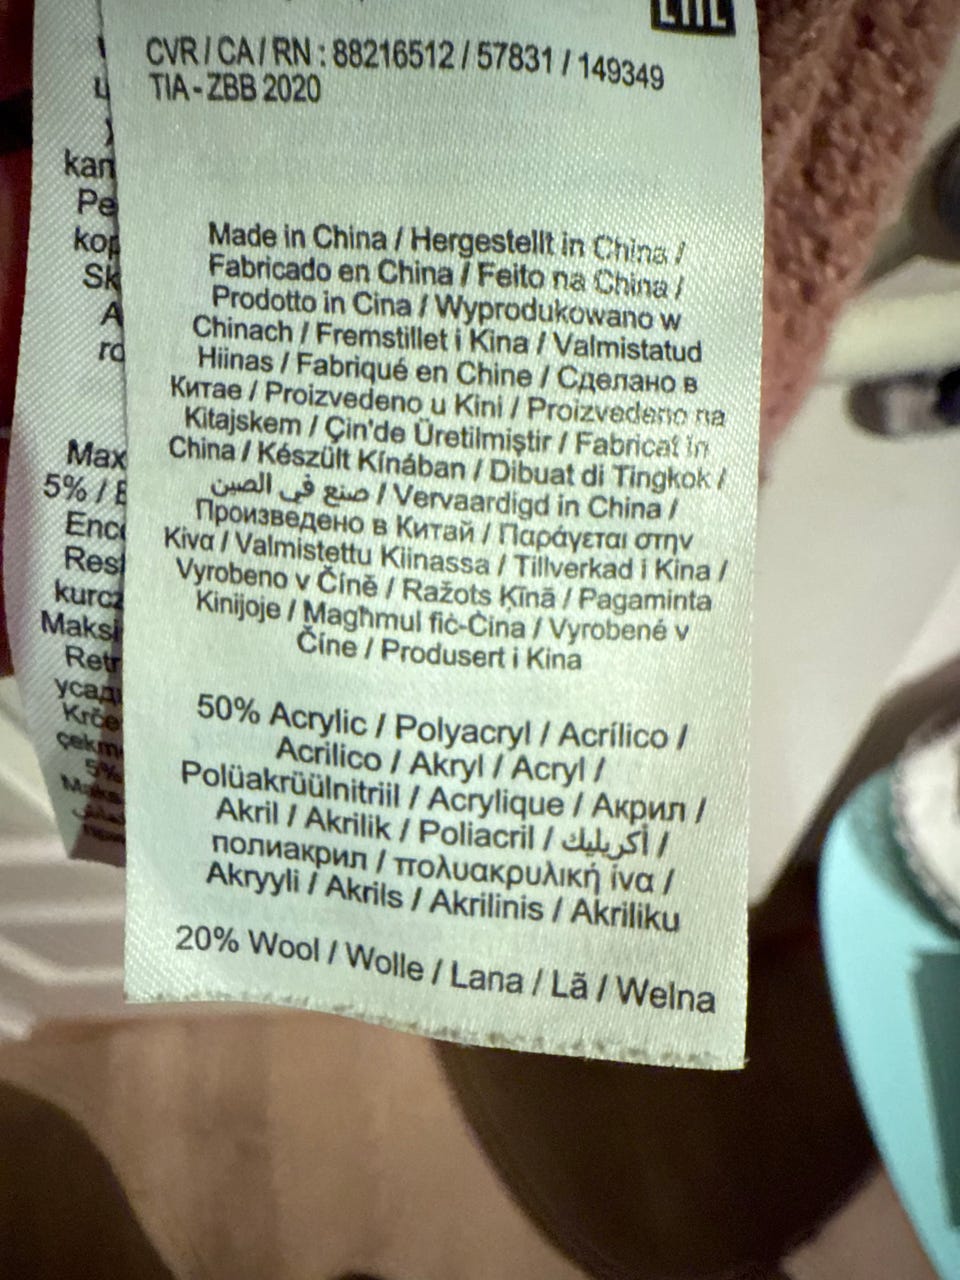 EAC
CVR / CA / RN : 88216512 / 57831 / 149349
TIA - ZBB 2020
Made in China / Hergestellt in China /
Fabricado en China / Feito na China /
Prodotto in Cina / Wyprodukowano w
Chinach / Fremstillet i Kina / Valmistatud
Hiinas / Fabriqué en Chine / Сделано в
Китае / Proizvedeno u Kini / Proizvedeno na
Kitajskem / Çin'de Üretilmiştir / Fabricat în
China / Készült Kínában / Dibuat di Tingkok /
صنع في الصين / Vervaardigd in China /
Произведено в Китай / Παράγεται στην
Κίνα / Valmistettu Kiinassa / Tillverkad i Kina /
Vyrobeno v Číně / Ražots Ķīnā / Pagaminta
Kinijoje / Magħmul fiċ-Ċina / Vyrobené v
Číne / Produsert i Kina
50% Acrylic / Polyacryl / Acrílico /
Acrilico / Akryl / Acryl /
Polüakrüülnitriil / Acrylique / Акрил /
Akril / Akrilik / Poliacril / أكريليك /
полиакрил / πολυακρυλική ίνα /
Akryyli / Akrils / Akrilinis / Akriliku
20% Wool / Wolle / Lana / Lã / Wełna